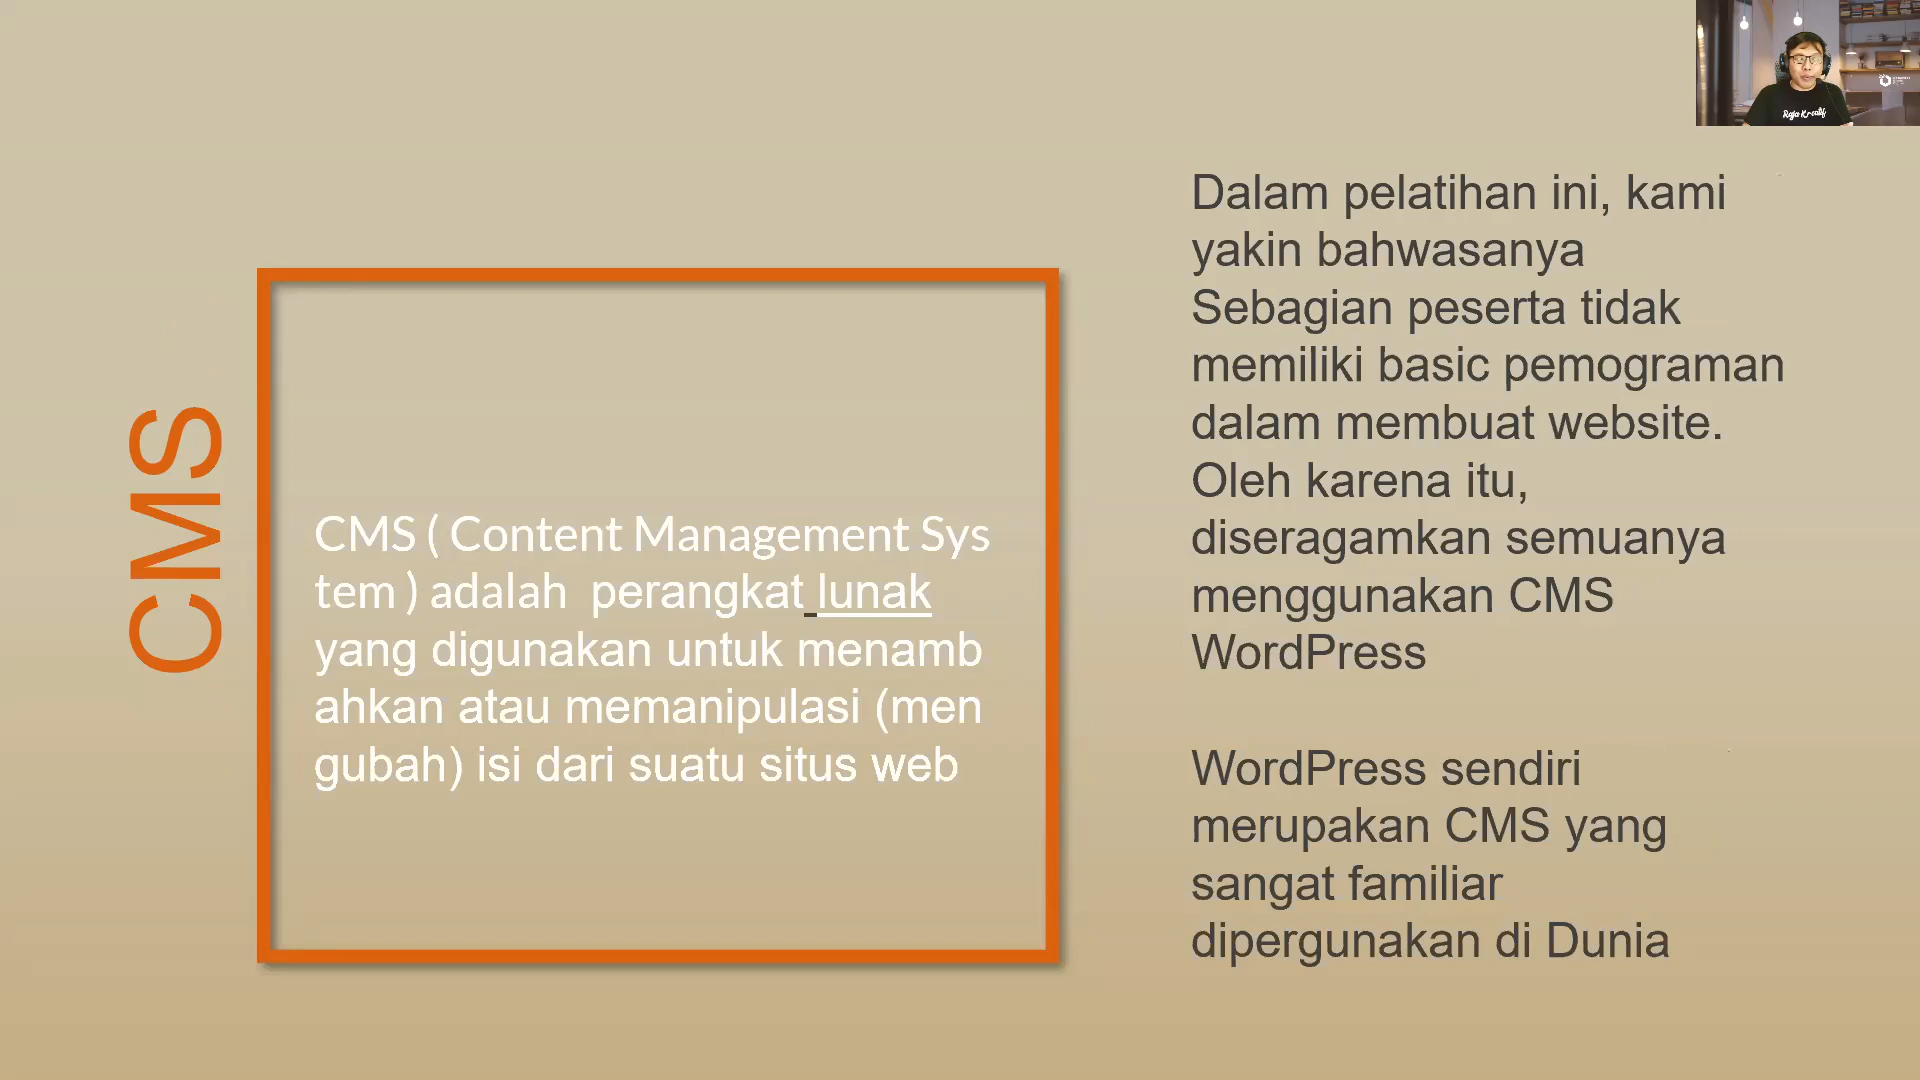 CMS
CMS ( Content Management Sys
tem ) adalah  perangkat lunak
yang digunakan untuk menamb
ahkan atau memanipulasi (men
gubah) isi dari suatu situs web
Dalam pelatihan ini, kami
yakin bahwasanya
Sebagian peserta tidak
memiliki basic pemograman
dalam membuat website.
Oleh karena itu,
diseragamkan semuanya
menggunakan CMS
WordPress
WordPress sendiri
merupakan CMS yang
sangat familiar
dipergunakan di Dunia
Raja Kreatif